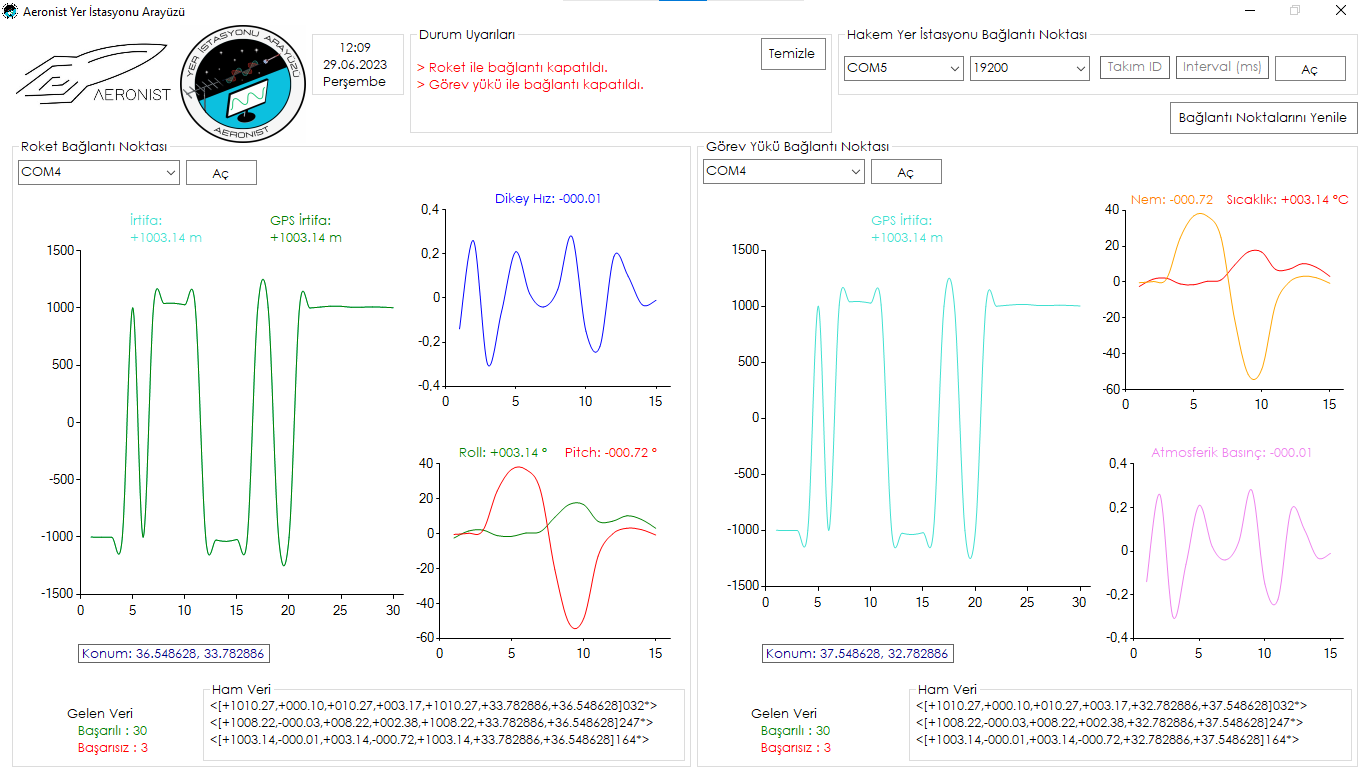 Aeronist Yer İstasyonu Arayüzü
AERONIST
YER İSTASYONU ARAYÜZÜ
AERONIST
12:09
29.06.2023
Perşembe
Durum Uyarıları
> Roket ile bağlantı kapatıldı.
> Görev yükü ile bağlantı kapatıldı.
Temizle
Hakem Yer İstasyonu Bağlantı Noktası
COM5 19200 Takım ID Interval (ms) Aç
Bağlantı Noktalarını Yenile
Roket Bağlantı Noktası
COM4 Aç
İrtifa:
+1003.14 m
GPS İrtifa:
+1003.14 m
1500
1000
500
0
-500
-1000
-1500
0 5 10 15 20 25 30
Dikey Hız: -000.01
0.4
0.2
0
-0.2
-0.4
0 5 10 15
Roll: +003.14 ° Pitch: -000.72 °
40
20
0
-20
-40
-60
0 5 10 15
Konum: 36.548628, 33.782886
Gelen Veri
Başarılı : 30
Başarısız : 3
Ham Veri
<[+1010.27,+000.10,+010.27,+003.17,+1010.27,+33.782886,+36.548628]032*>
<[+1008.22,-000.03,+008.22,+002.38,+1008.22,+33.782886,+36.548628]247*>
<[+1003.14,-000.01,+003.14,-000.72,+1003.14,+33.782886,+36.548628]164*>
Görev Yükü Bağlantı Noktası
COM4 Aç
GPS İrtifa:
+1003.14 m
1500
1000
500
0
-500
-1000
-1500
0 5 10 15 20 25 30
Nem: -000.72 Sıcaklık: +003.14 °C
40
20
0
-20
-40
-60
0 5 10 15
Atmosferik Basınç: -000.01
0.4
0.2
0
-0.2
-0.4
0 5 10 15
Konum: 37.548628, 32.782886
Gelen Veri
Başarılı : 30
Başarısız : 3
Ham Veri
<[+1010.27,+000.10,+010.27,+003.17,+32.782886,+37.548628]032*>
<[+1008.22,-000.03,+008.22,+002.38,+32.782886,+37.548628]247*>
<[+1003.14,-000.01,+003.14,-000.72,+32.782886,+37.548628]164*>